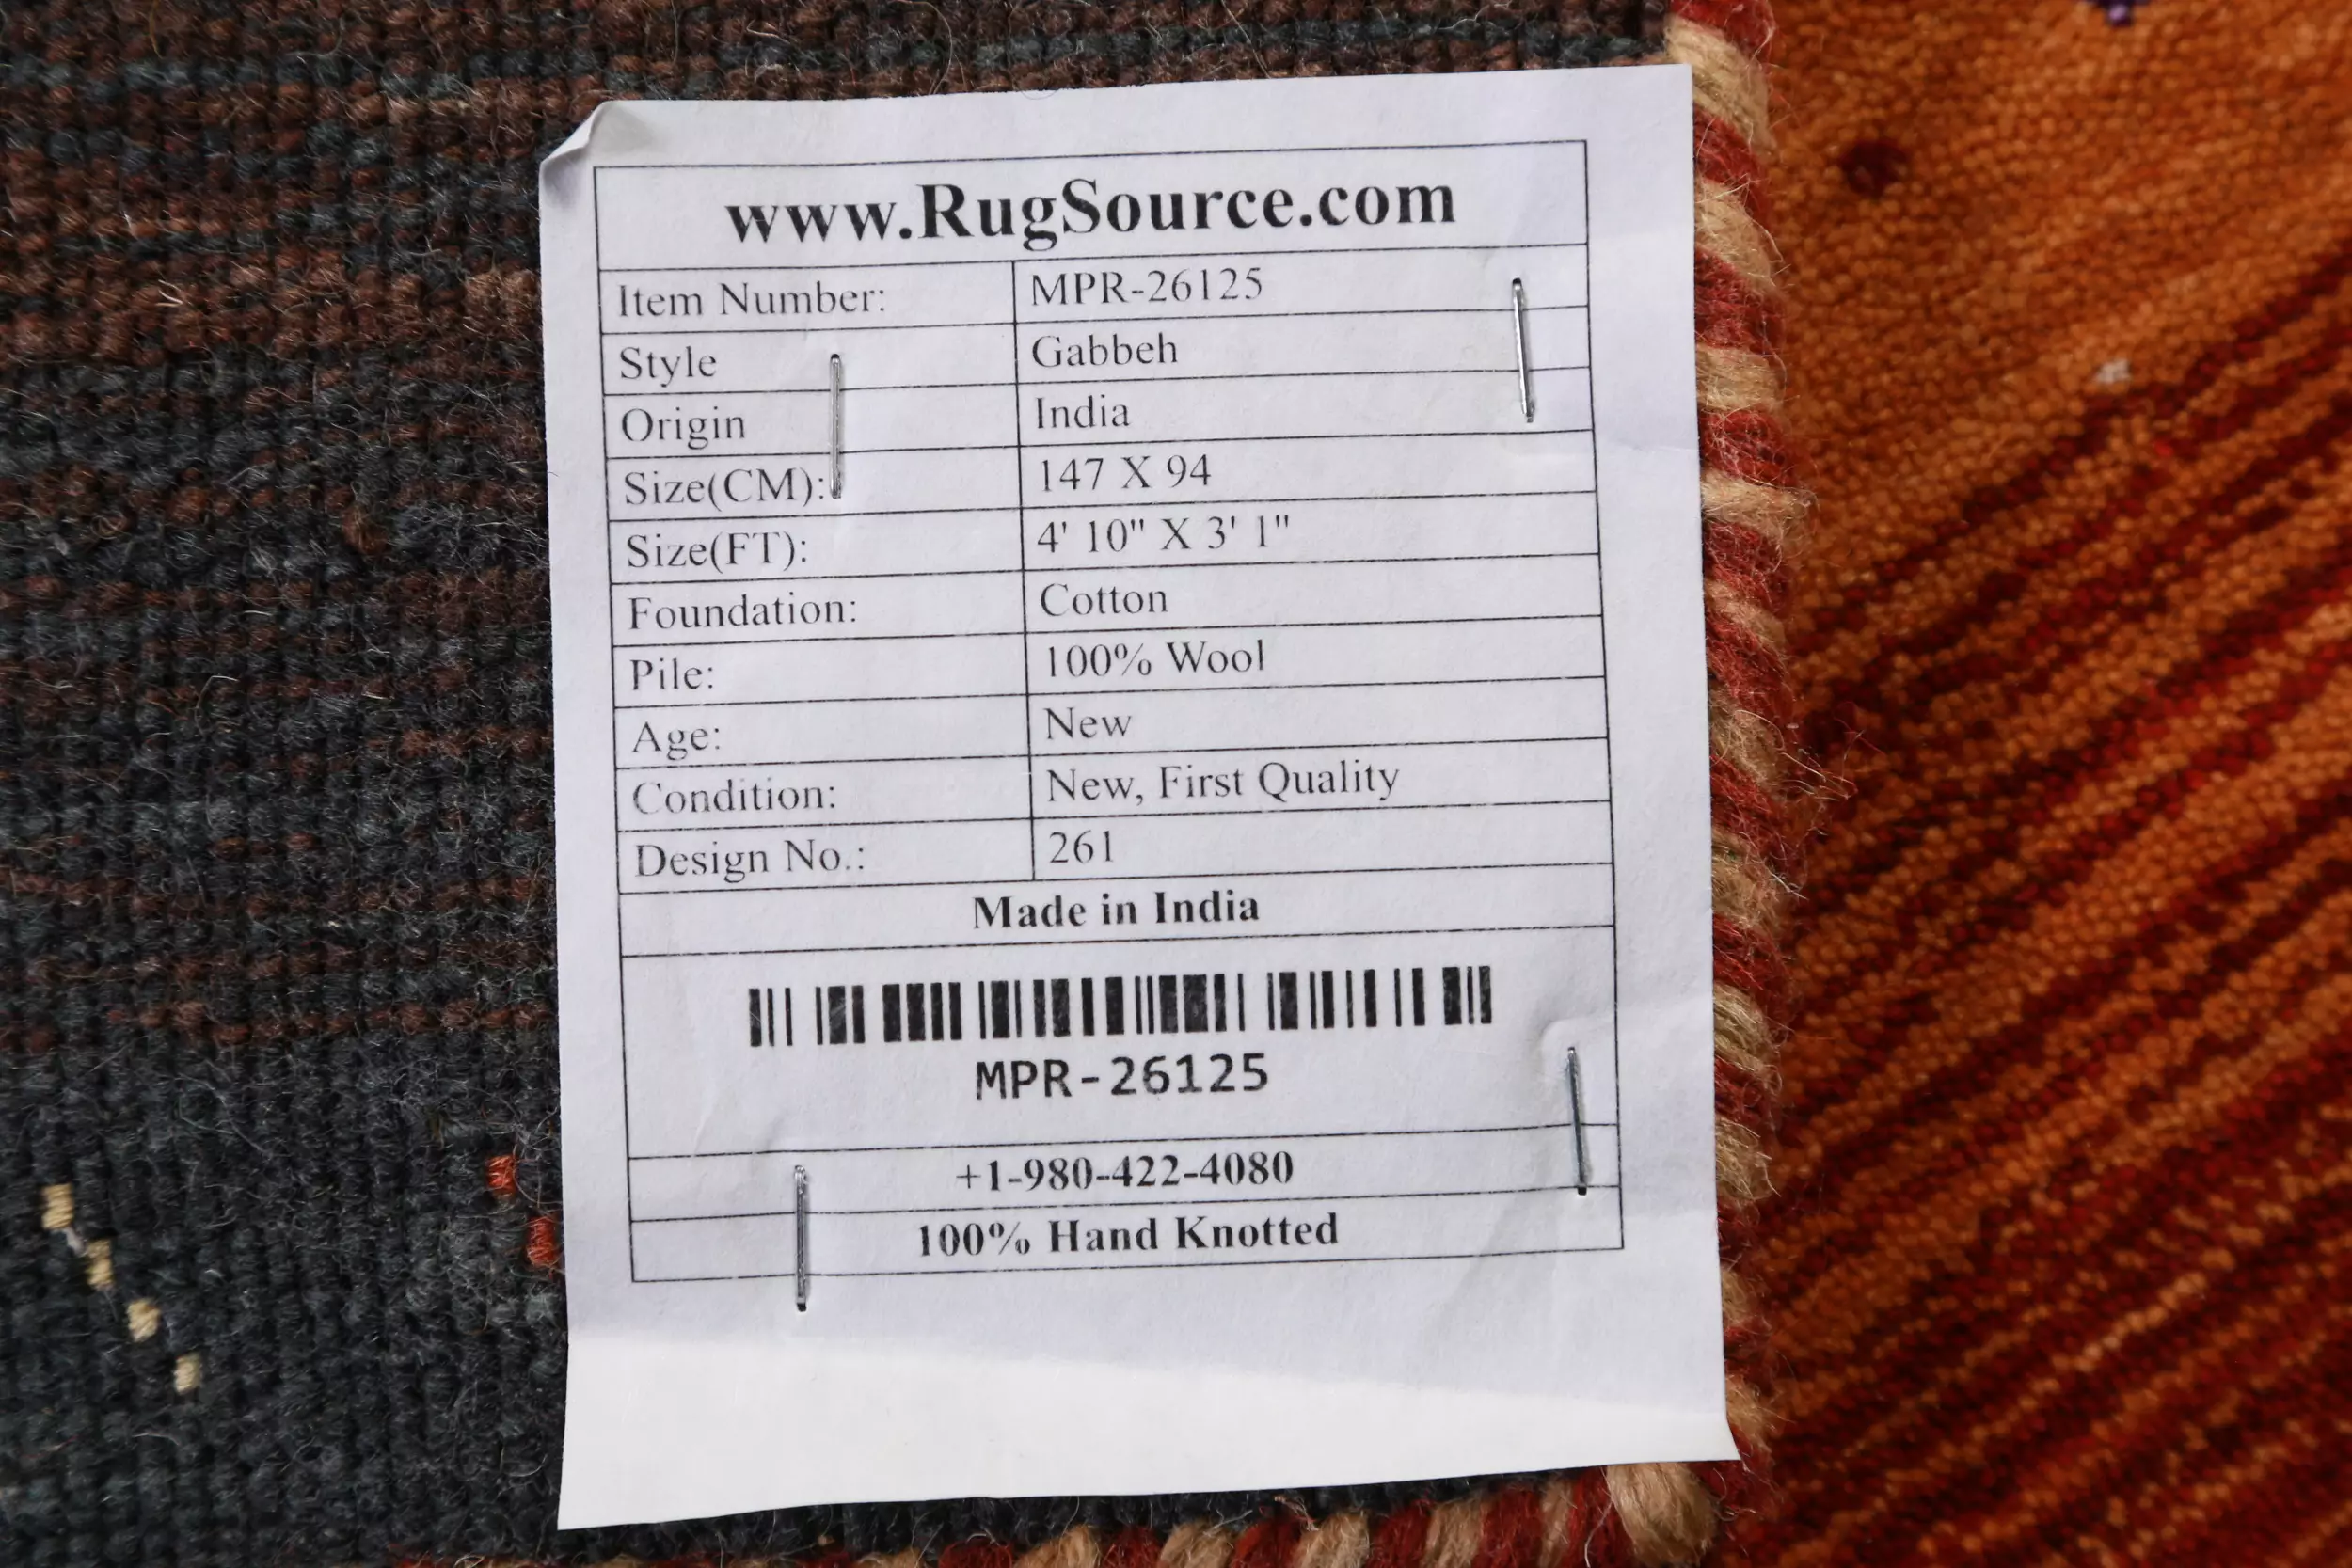 www.RugSource.com
Item Number: MPR-26125
Style Gabbeh
Origin India
Size(CM): 147 X 94
Size(FT): 4' 10" X 3' 1"
Foundation: Cotton
Pile: 100% Wool
Age: New
Condition: New, First Quality
Design No.: 261
Made in India
MPR-26125
+1-980-422-4080
100% Hand Knotted